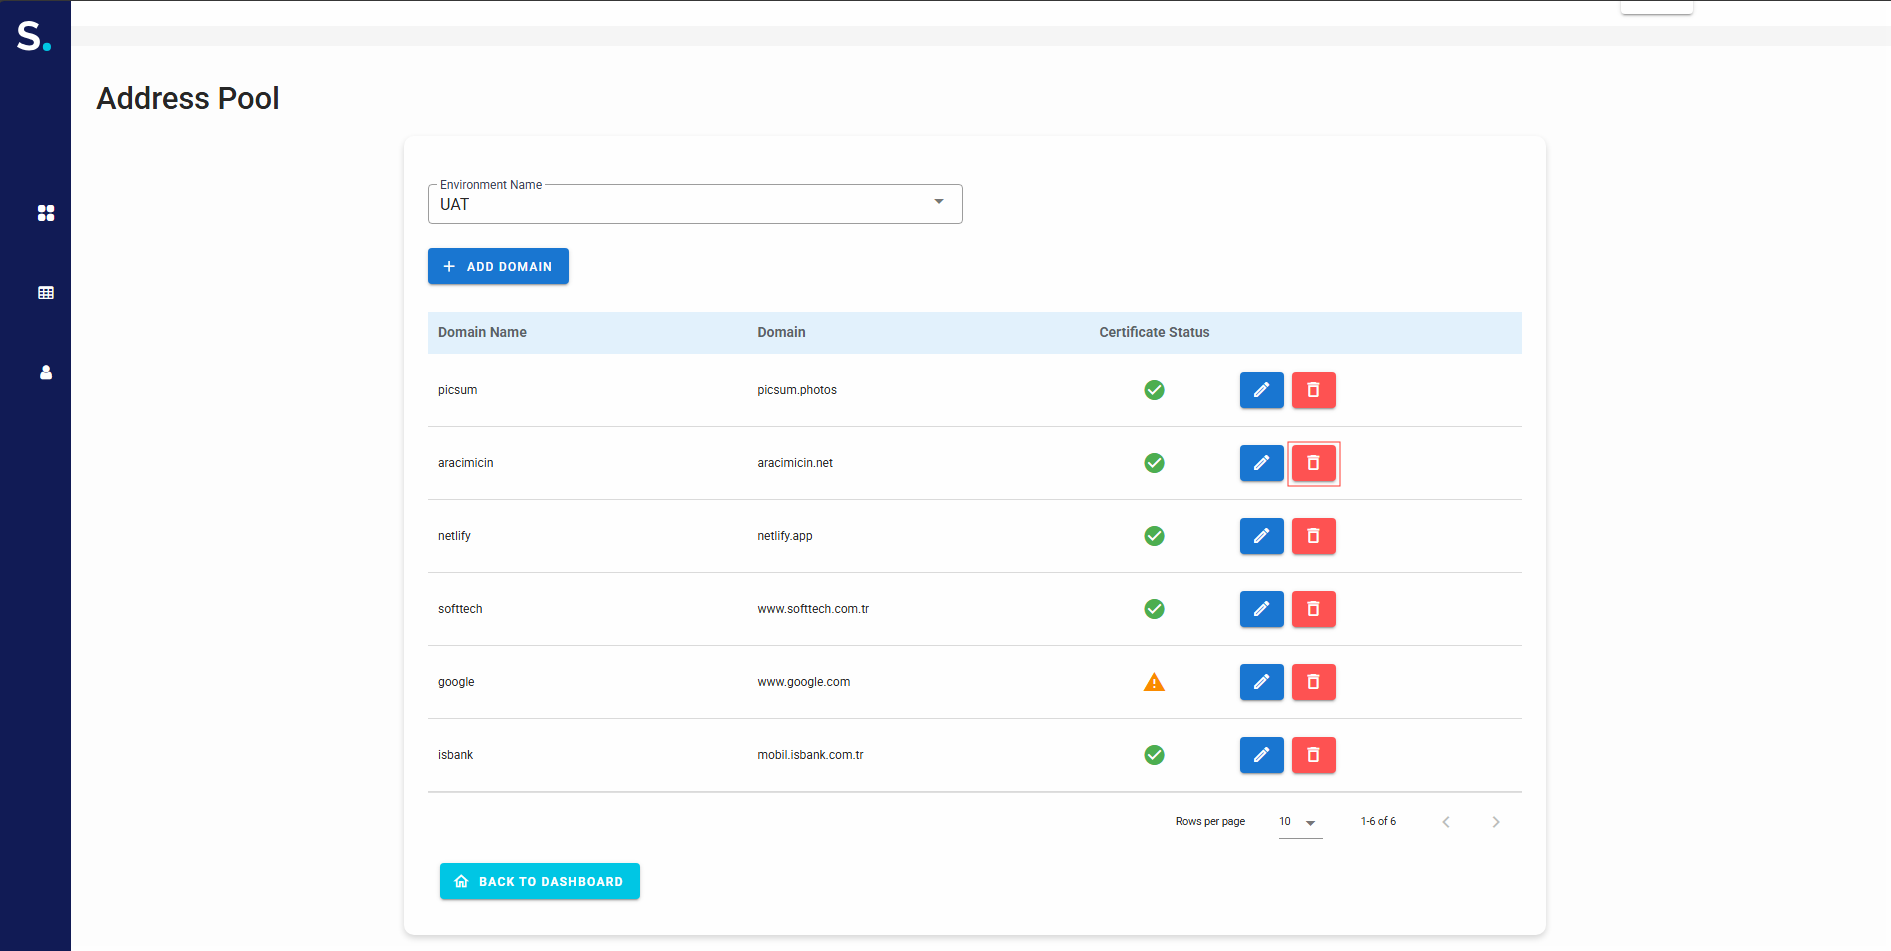 S.
Address Pool
Environment Name
UAT
ADD DOMAIN
Domain Name Domain Certificate Status
picsum picsum.photos
aracimicin aracimicin.net
netlify netlify.app
softtech www.softtech.com.tr
google www.google.com
isbank mobil.isbank.com.tr
Rows per page 10 1-6 of 6
BACK TO DASHBOARD